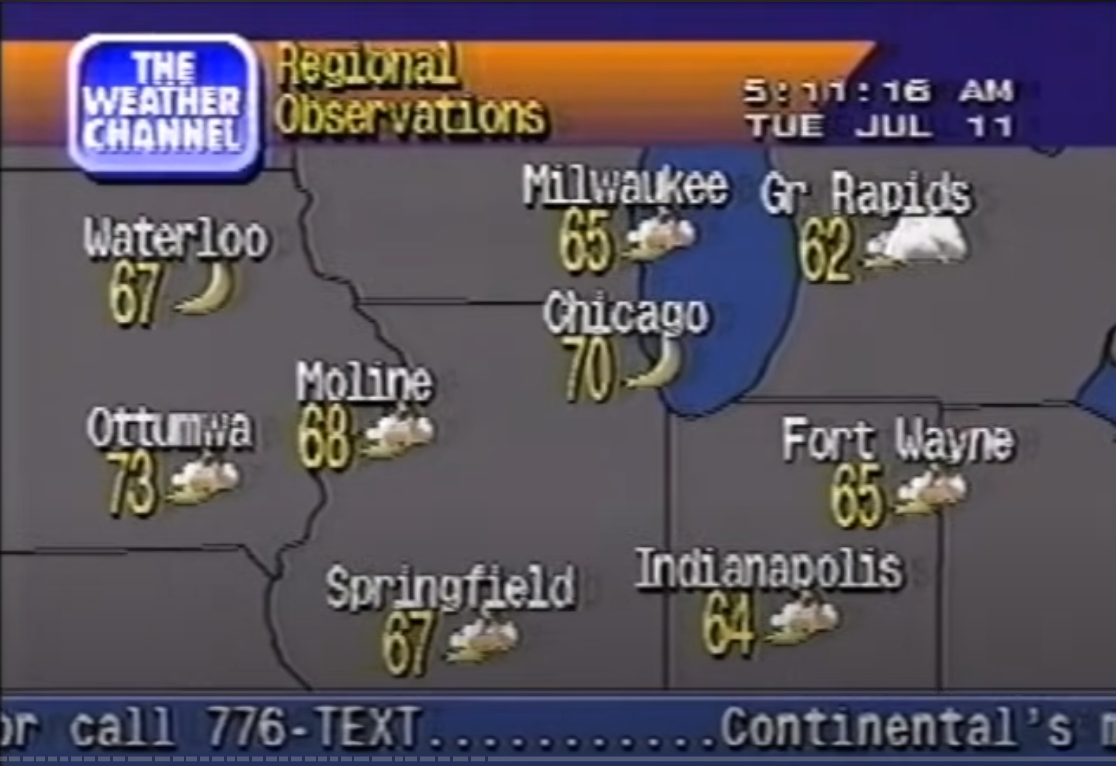 THE
WEATHER
CHANNEL
Regional
Observations
5:11:16 AM
TUE JUL 11
Milwaukee
65
Gr Rapids
62
Waterloo
67
Chicago
70
Moline
68
Ottumwa
73
Fort Wayne
65
Springfield
67
Indianapolis
64
or call 776-TEXT............Continental's m